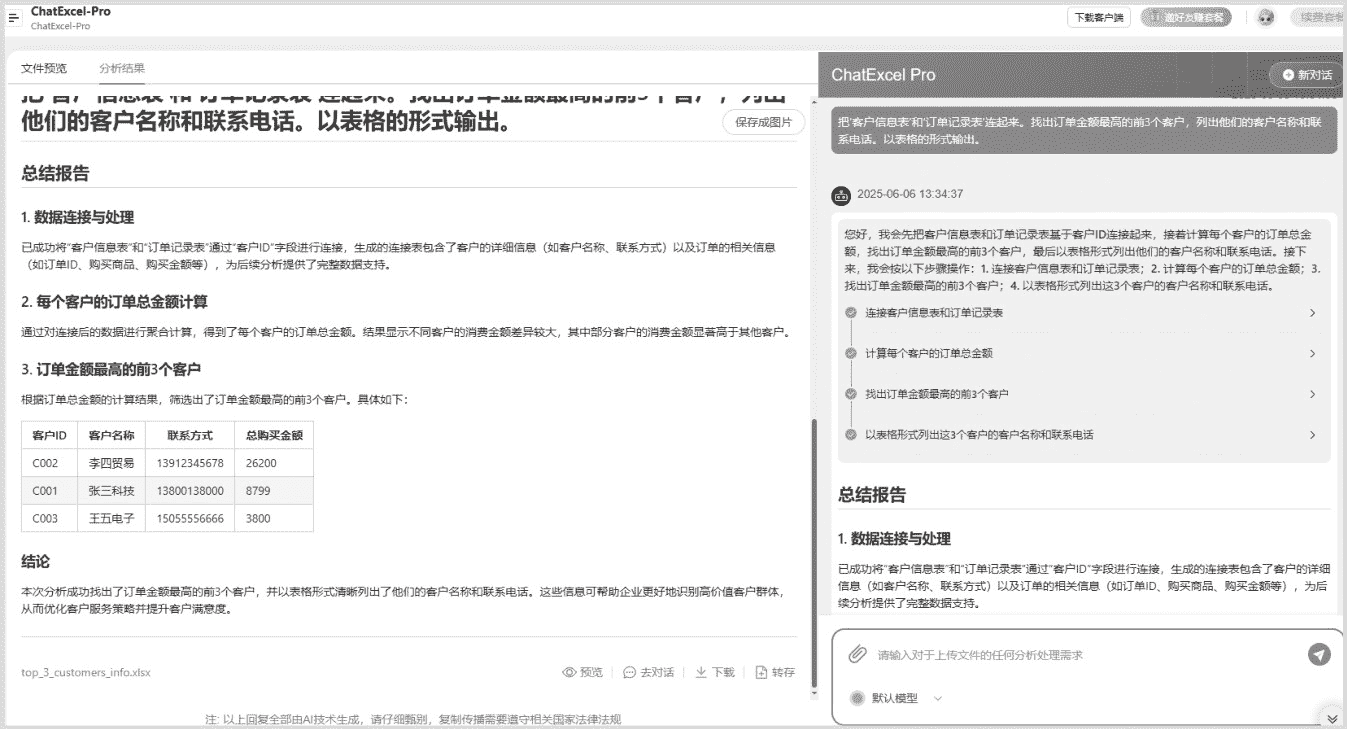 ChatExcel-Pro
ChatExcel-Pro
下载客户端
邀好友赚套餐
续费套餐
文件预览
分析结果
把“客户信息表”和“订单记录表”连起来。找出订单金额最高的前3个客户，列出
他们的客户名称和联系电话。以表格的形式输出。
保存成图片
总结报告
1. 数据连接与处理
已成功将“客户信息表”和“订单记录表”通过“客户ID”字段进行连接，生成的连接表包含了客户的详细信息（如客户名称、联系方式）以及订单的相关信息
（如订单ID、购买商品、购买金额等），为后续分析提供了完整数据支持。
2. 每个客户的订单总金额计算
通过对连接后的数据进行聚合计算，得到了每个客户的订单总金额。结果显示不同客户的消费金额差异较大，其中部分客户的消费金额显著高于其他客户。
3. 订单金额最高的前3个客户
根据订单总金额的计算结果，筛选出了订单金额最高的前3个客户。具体如下：
客户ID 客户名称 联系方式 总购买金额
C002 李四贸易 13912345678 26200
C001 张三科技 13800138000 8799
C003 王五电子 15055556666 3800
结论
本次分析成功找出了订单金额最高的前3个客户，并以表格形式清晰列出了他们的客户名称和联系电话。这些信息可帮助企业更好地识别高价值客户群体，
从而优化客户服务策略并提升客户满意度。
top_3_customers_info.xlsx
预览
去对话
下载
转存
注: 以上回复全部由AI技术生成，请仔细甄别，复制传播需要遵守相关国家法律法规
ChatExcel Pro
新对话
把“客户信息表”和“订单记录表”连起来。找出订单金额最高的前3个客户，列出他们的客户名称和联
系电话。以表格的形式输出。
2025-06-06 13:34:37
您好，我会先把客户信息表和订单记录表基于客户ID连接起来，接着计算每个客户的订单总金
额，找出订单金额最高的前3个客户，最后以表格形式列出他们的客户名称和联系电话。接下
来，我会按以下步骤操作：1. 连接客户信息表和订单记录表；2. 计算每个客户的订单总金额；3.
找出订单金额最高的前3个客户；4. 以表格形式列出这3个客户的客户名称和联系电话。
连接客户信息表和订单记录表
计算每个客户的订单总金额
找出订单金额最高的前3个客户
以表格形式列出这3个客户的客户名称和联系电话
总结报告
1. 数据连接与处理
已成功将“客户信息表”和“订单记录表”通过“客户ID”字段进行连接，生成的连接表包含了客户的详细
信息（如客户名称、联系方式）以及订单的相关信息（如订单ID、购买商品、购买金额等），为后
续分析提供了完整数据支持。
请输入对于上传文件的任何分析处理需求
默认模型